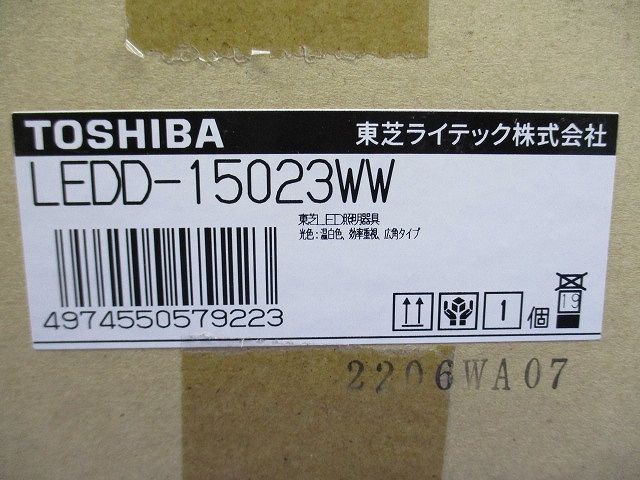 TOSHIBA 東芝ライテック株式会社
LEDD-15023WW
東芝LED照明器具
光色:温白色、効率重視、広角タイプ
4974550579223
1 個 19
2206WA07